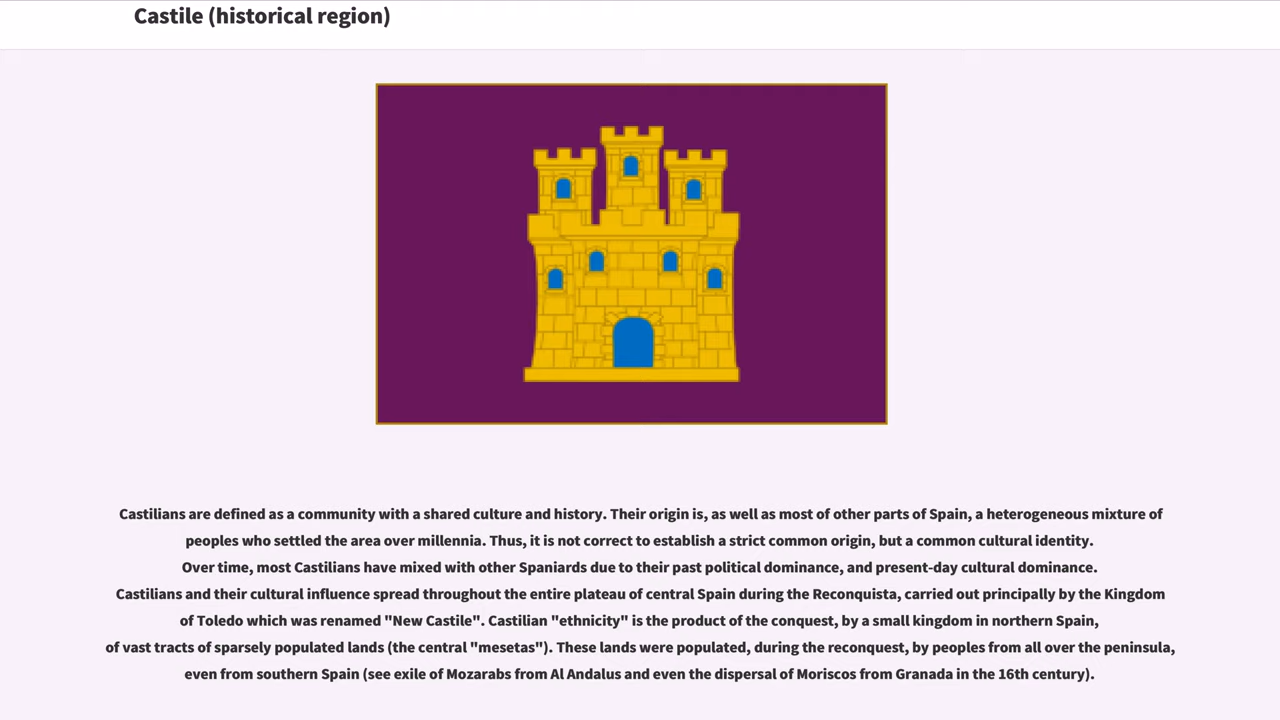 Castile (historical region)
Castilians are defined as a community with a shared culture and history. Their origin is, as well as most of other parts of Spain, a heterogeneous mixture of
peoples who settled the area over millennia. Thus, it is not correct to establish a strict common origin, but a common cultural identity.
Over time, most Castilians have mixed with other Spaniards due to their past political dominance, and present-day cultural dominance.
Castilians and their cultural influence spread throughout the entire plateau of central Spain during the Reconquista, carried out principally by the Kingdom
of Toledo which was renamed "New Castile". Castilian "ethnicity" is the product of the conquest, by a small kingdom in northern Spain,
of vast tracts of sparsely populated lands (the central "mesetas"). These lands were populated, during the reconquest, by peoples from all over the peninsula,
even from southern Spain (see exile of Mozarabs from Al Andalus and even the dispersal of Moriscos from Granada in the 16th century).